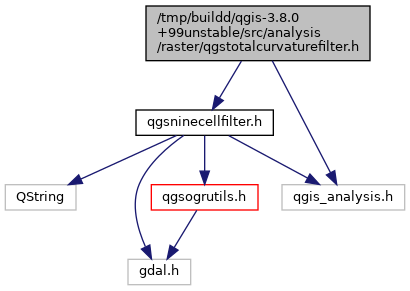 /tmp/buildd/qgis-3.8.0
+99unstable/src/analysis
/raster/qgstotalcurvaturefilter.h
qgsninecellfilter.h
QString
qgsogrutils.h
qgis_analysis.h
gdal.h